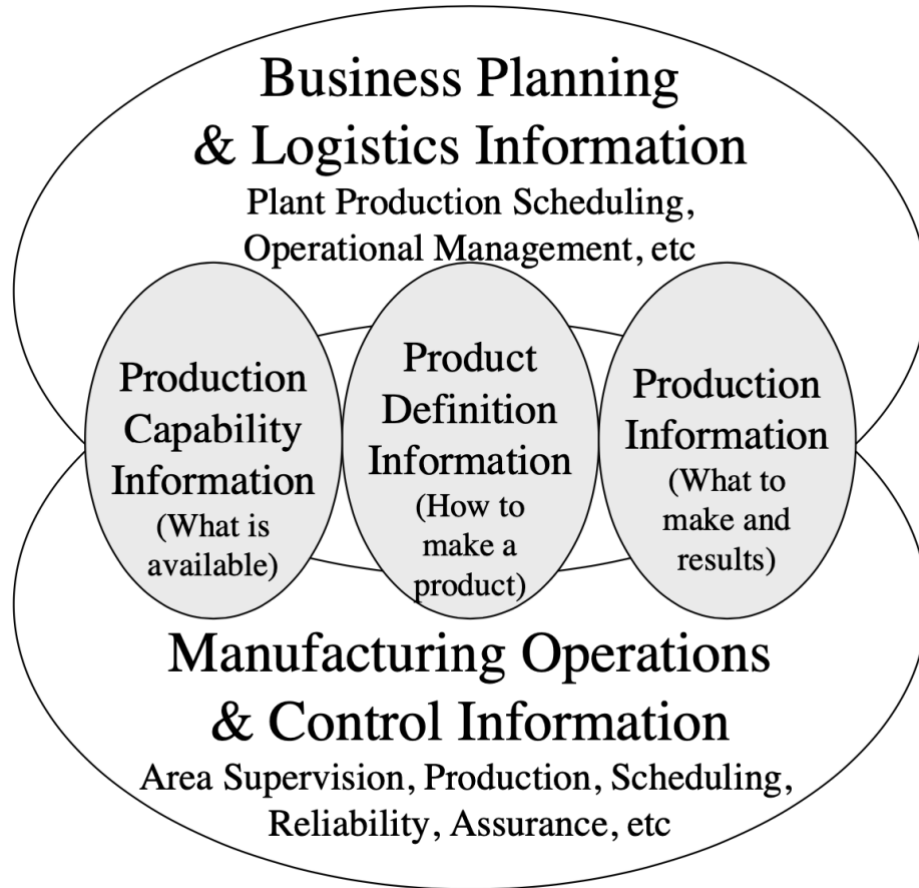 Business Planning
& Logistics Information
Plant Production Scheduling,
Operational Management, etc
Production
Capability
Information
(What is
available)
Product
Definition
Information
(How to
make a
product)
Production
Information
(What to
make and
results)
Manufacturing Operations
& Control Information
Area Supervision, Production, Scheduling,
Reliability, Assurance, etc